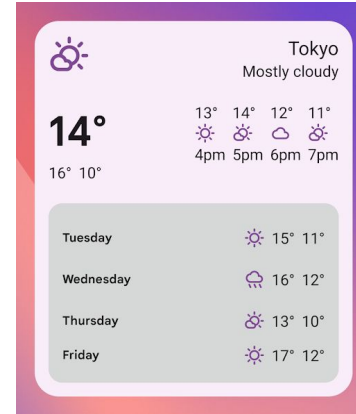 Tokyo
Mostly cloudy
14°
16° 10°
13° 14° 12° 11°
4pm 5pm 6pm 7pm
Tuesday 15° 11°
Wednesday 16° 12°
Thursday 13° 10°
Friday 17° 12°